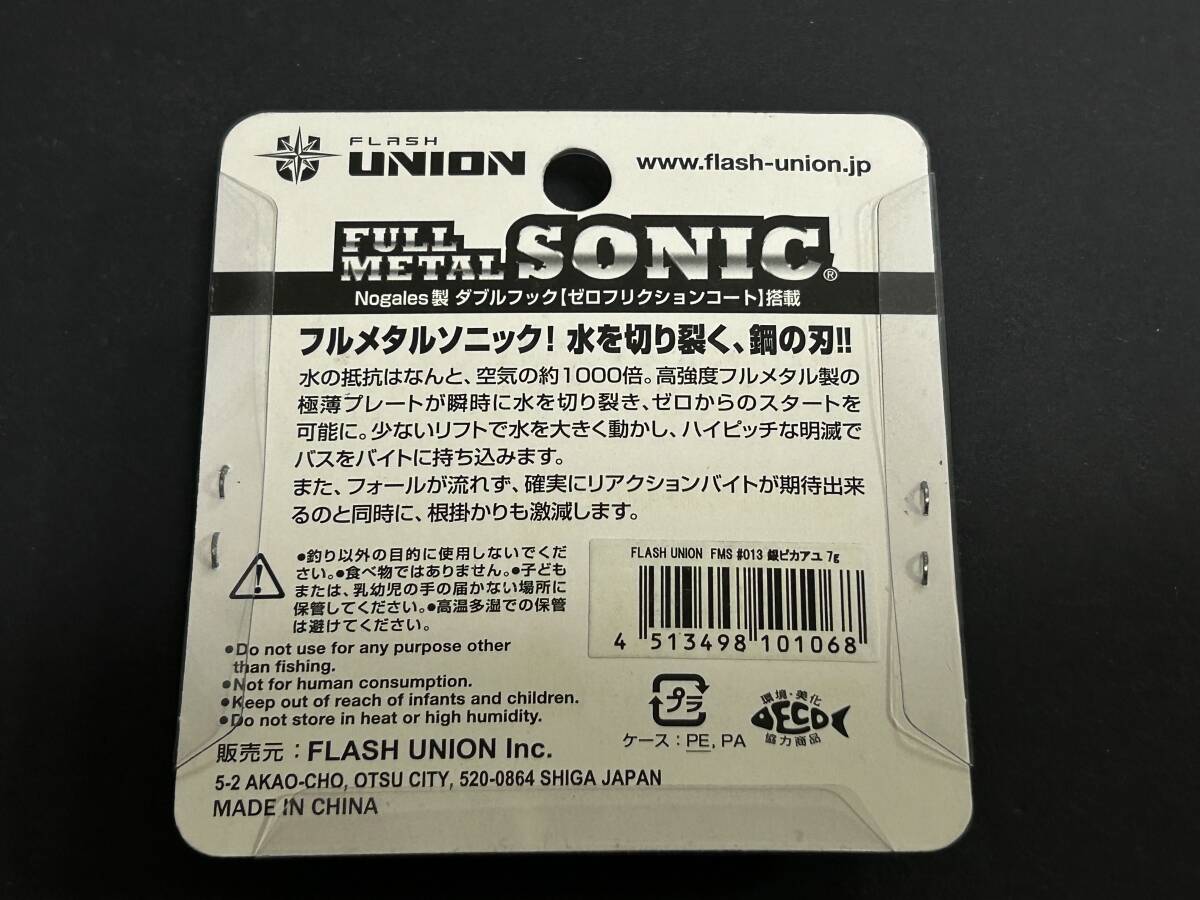 FLASH
UNION
www.flash-union.jp
FULL
METAL SONIC®
Nogales製 ダブルフック【ゼロフリクションコート】搭載
フルメタルソニック! 水を切り裂く、鋼の刃!!
水の抵抗はなんと、空気の約1000倍。高強度フルメタル製の
極薄プレートが瞬時に水を切り裂き、ゼロからのスタートを
可能に。少ないリフトで水を大きく動かし、ハイピッチな明滅で
バスをバイトに持ち込みます。
また、フォールが流れず、確実にリアクションバイトが期待出来
るのと同時に、根掛かりも激減します。
●釣り以外の目的に使用しないでくだ
さい。●食べ物ではありません。●子ども
または、乳幼児の手の届かない場所に
保管してください。●高温多湿での保管
は避けてください。
●Do not use for any purpose other
than fishing.
●Not for human consumption.
●Keep out of reach of infants and children.
●Do not store in heat or high humidity.
FLASH UNION FMS #013 銀ピカアユ 7g
4 513498 101068
プラ
ケース：PE, PA
環境・美化
ECO
協力商品
販売元：FLASH UNION Inc.
5-2 AKAO-CHO, OTSU CITY, 520-0864 SHIGA JAPAN
MADE IN CHINA